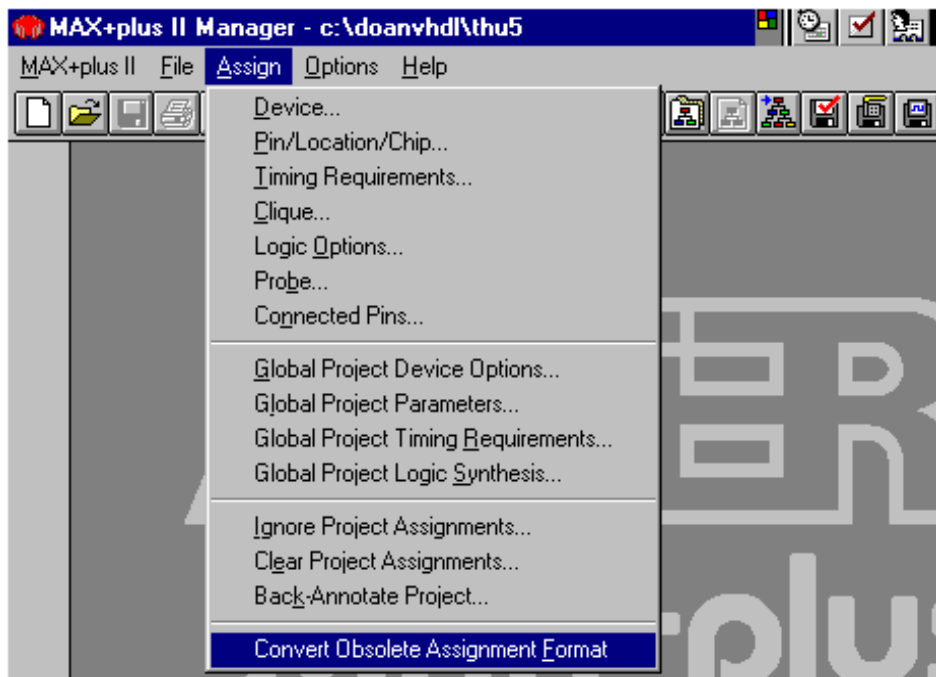 MAX+plus II Manager - c:\doanvhdl\thu5
MAX+plus II File Assign Options Help
Device...
Pin/Location/Chip...
Timing Requirements...
Clique...
Logic Options...
Probe...
Connected Pins...
Global Project Device Options...
Global Project Parameters...
Global Project Timing Requirements...
Global Project Logic Synthesis...
Ignore Project Assignments...
Clear Project Assignments...
Back-Annotate Project...
Convert Obsolete Assignment Format